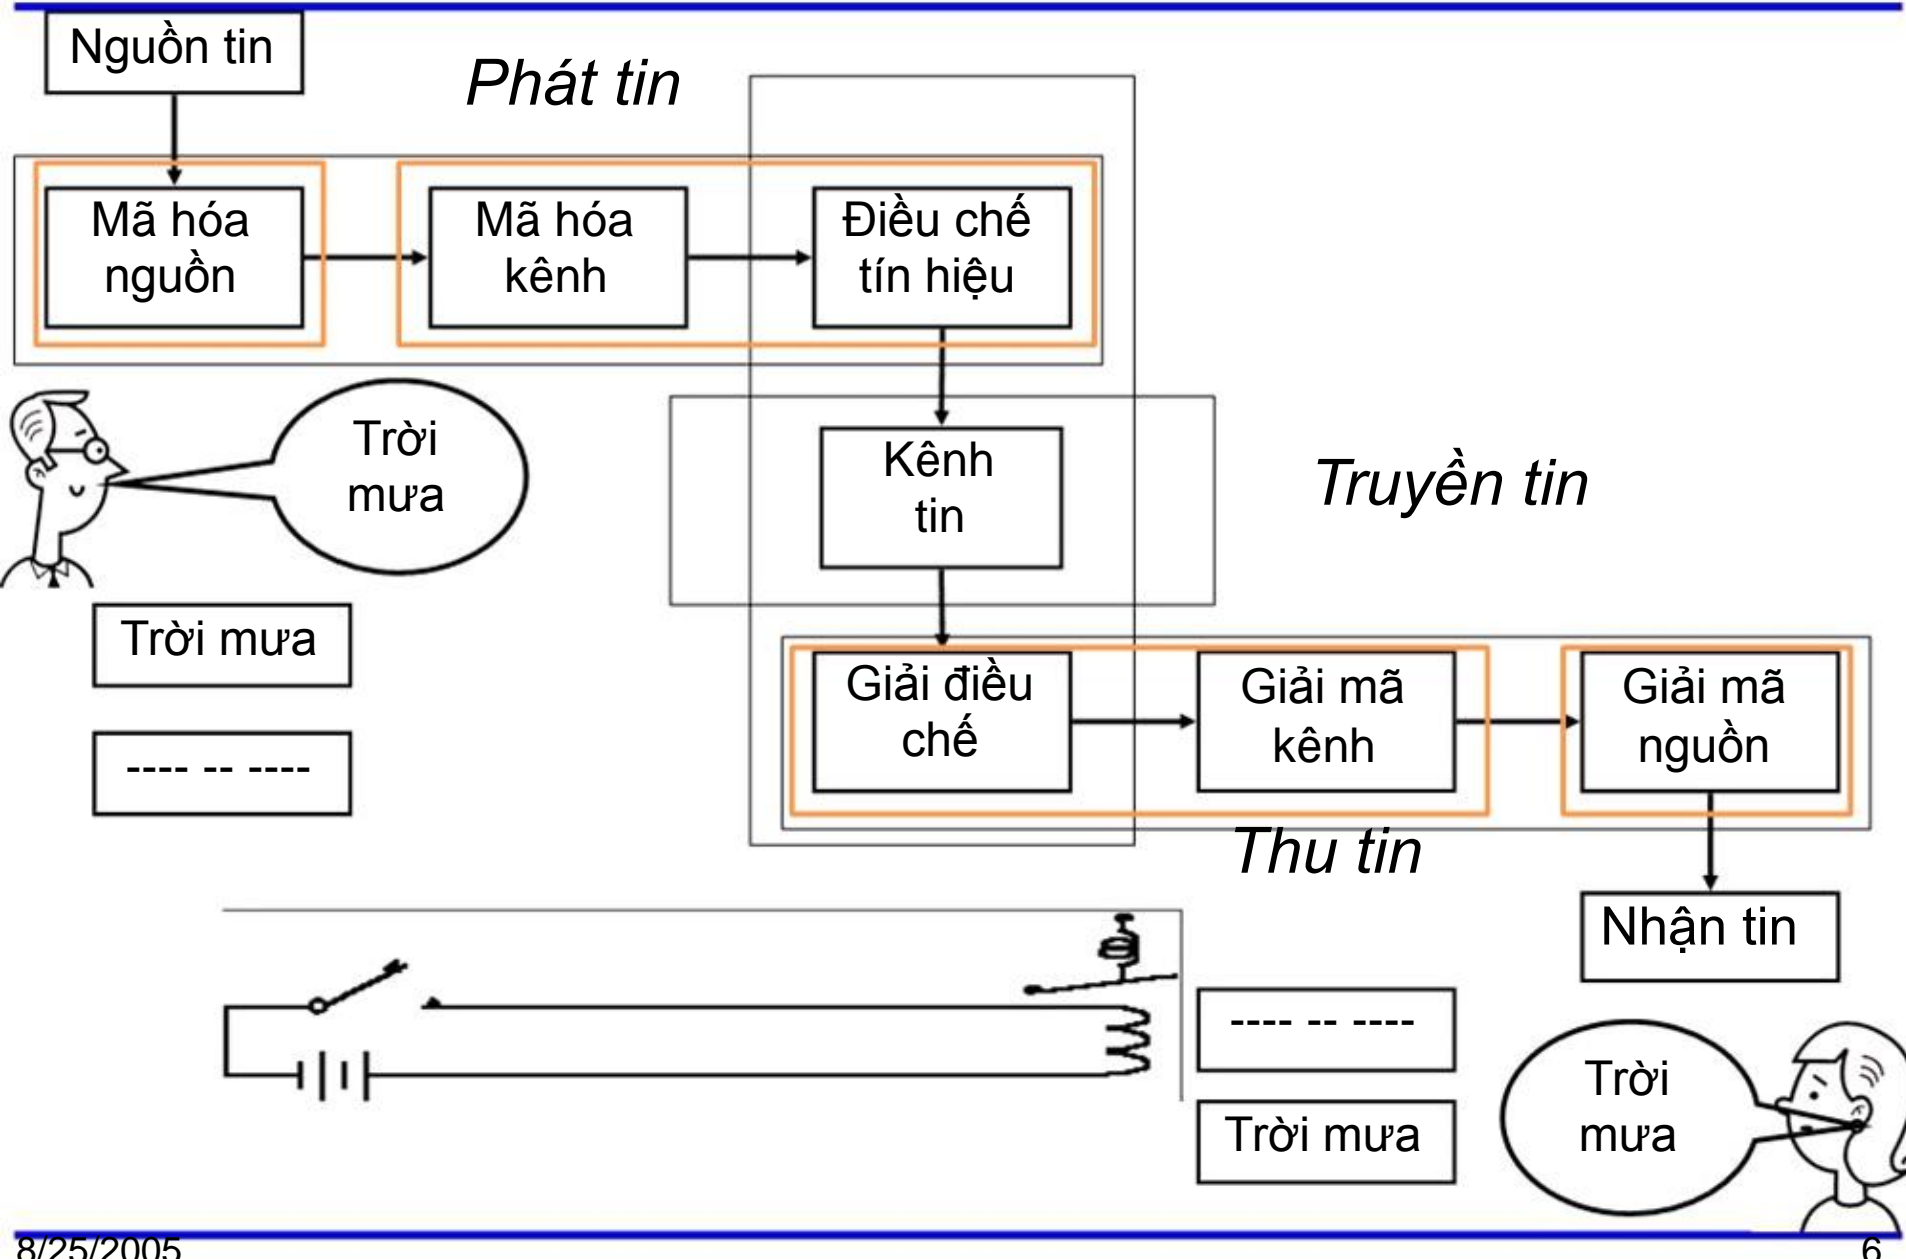 Nguồn tin
Phát tin
Mã hóa
nguồn
Mã hóa
kênh
Điều chế
tín hiệu
Trời
mưa
Kênh
tin
Truyền tin
Trời mưa
---- -- ----
Giải điều
chế
Giải mã
kênh
Giải mã
nguồn
Thu tin
Nhận tin
---- -- ----
Trời mưa
Trời
mưa
8/25/2005
6